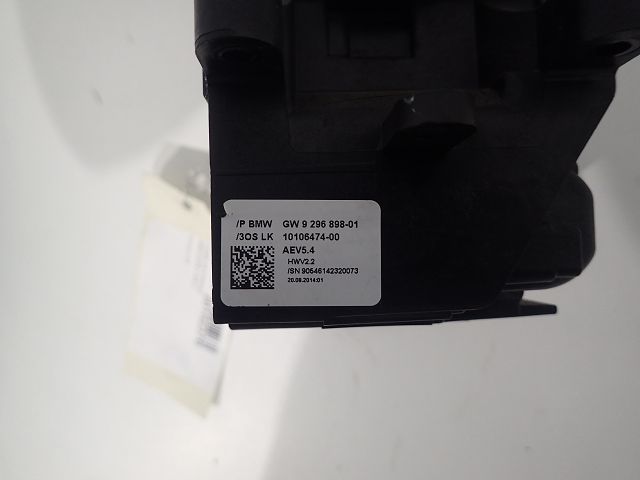 /P BMW GW 9 296 898-01
/3OS LK 10106474-00
AEV5.4
HWV2.2
/SN 90546142320073
20.08.2014:01